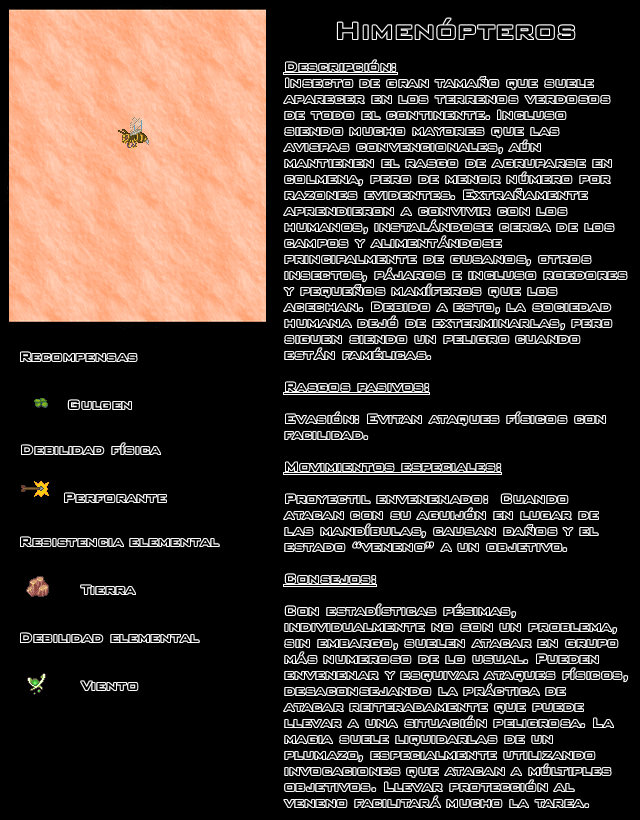 Himenópteros
Descripción:
Insecto de gran tamaño que suele
aparecer en los terrenos verdosos
de todo el continente. Incluso
siendo mucho mayores que las
avispas convencionales, aún
mantienen el rasgo de agruparse en
colmena, pero de menor número por
razones evidentes. Extrañamente
aprendieron a convivir con los
humanos, instalándose cerca de los
campos y alimentándose
principalmente de gusanos, otros
insectos, pájaros e incluso roedores
y pequeños mamíferos que los
acechan. Debido a esto, la sociedad
humana dejó de exterminarlas, pero
siguen siendo un peligro cuando
están famélicas.
Rasgos pasivos:
Evasión: Evitan ataques físicos con
facilidad.
Movimientos especiales:
Proyectil envenenado: Cuando
atacan con su aguijón en lugar de
las mandíbulas, causan daños y el
estado “veneno” a un objetivo.
Consejos:
Con estadísticas pésimas,
individualmente no son un problema,
sin embargo, suelen atacar en grupo
más numeroso de lo usual. Pueden
envenenar y esquivar ataques físicos,
desaconsejando la práctica de
atacar reiteradamente que puede
llevar a una situación peligrosa. La
magia suele liquidarlas de un
plumazo, especialmente utilizando
invocaciones que atacan a múltiples
objetivos. Llevar protección al
veneno facilitará mucho la tarea.
Recompensas
Gulgen
Debilidad física
Perforante
Resistencia elemental
Tierra
Debilidad elemental
Viento